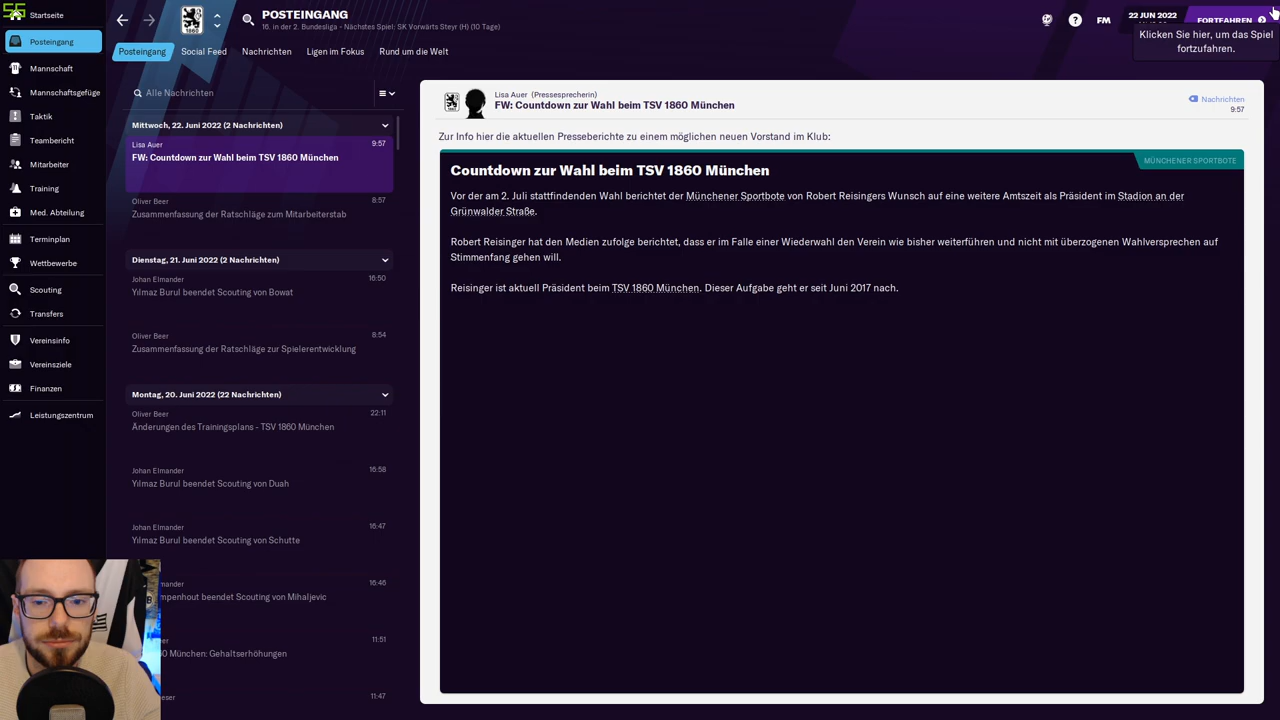 Startseite
Posteingang
Mannschaft
Mannschaftsgefüge
Taktik
Teambericht
Mitarbeiter
Training
Med. Abteilung
Terminplan
Wettbewerbe
Scouting
Transfers
Vereinsinfo
Vereinsziele
Finanzen
Leistungszentrum
POSTEINGANG
16. in der 2. Bundesliga - Nächstes Spiel: SK Vorwärts Steyr (H) (10 Tage)
FM
22 JUN 2022
FORTFAHREN
Klicken Sie hier, um das Spiel
fortzufahren.
Posteingang Social Feed Nachrichten Ligen im Fokus Rund um die Welt
Alle Nachrichten
Mittwoch, 22. Juni 2022 (2 Nachrichten)
Lisa Auer 9:57
FW: Countdown zur Wahl beim TSV 1860 München
Oliver Beer 8:57
Zusammenfassung der Ratschläge zum Mitarbeiterstab
Dienstag, 21. Juni 2022 (2 Nachrichten)
Johan Elmander 16:50
Yılmaz Burul beendet Scouting von Bowat
Oliver Beer 8:54
Zusammenfassung der Ratschläge zur Spielerentwicklung
Montag, 20. Juni 2022 (22 Nachrichten)
Oliver Beer 22:11
Änderungen des Trainingsplans - TSV 1860 München
Johan Elmander 16:58
Yılmaz Burul beendet Scouting von Duah
Johan Elmander 16:47
Yılmaz Burul beendet Scouting von Schutte
mander 16:46
mpenhout beendet Scouting von Mihaljevic
11:51
München: Gehaltserhöhungen
eser 11:47
Lisa Auer (Pressesprecherin)
FW: Countdown zur Wahl beim TSV 1860 München
Nachrichten
9:57
Zur Info hier die aktuellen Presseberichte zu einem möglichen neuen Vorstand im Klub:
MÜNCHENER SPORTBOTE
Countdown zur Wahl beim TSV 1860 München
Vor der am 2. Juli stattfindenden Wahl berichtet der Münchener Sportbote von Robert Reisingers Wunsch auf eine weitere Amtszeit als Präsident im Stadion an der
Grünwalder Straße.
Robert Reisinger hat den Medien zufolge berichtet, dass er im Falle einer Wiederwahl den Verein wie bisher weiterführen und nicht mit überzogenen Wahlversprechen auf
Stimmenfang gehen will.
Reisinger ist aktuell Präsident beim TSV 1860 München. Dieser Aufgabe geht er seit Juni 2017 nach.